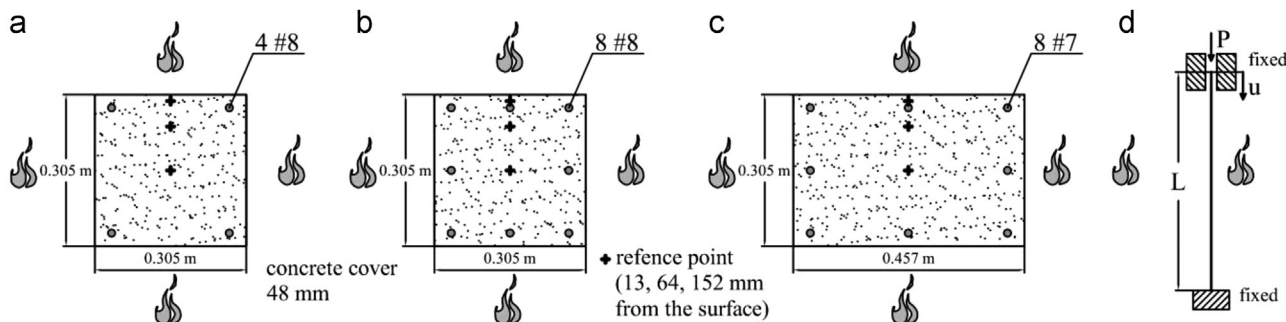 a
4 #8
0.305 m
0.305 m
concrete cover
48 mm
b
8 #8
0.305 m
0.305 m
refence point
(13, 64, 152 mm
from the surface)
c
8 #7
0.305 m
0.457 m
d
P
fixed
u
L
fixed